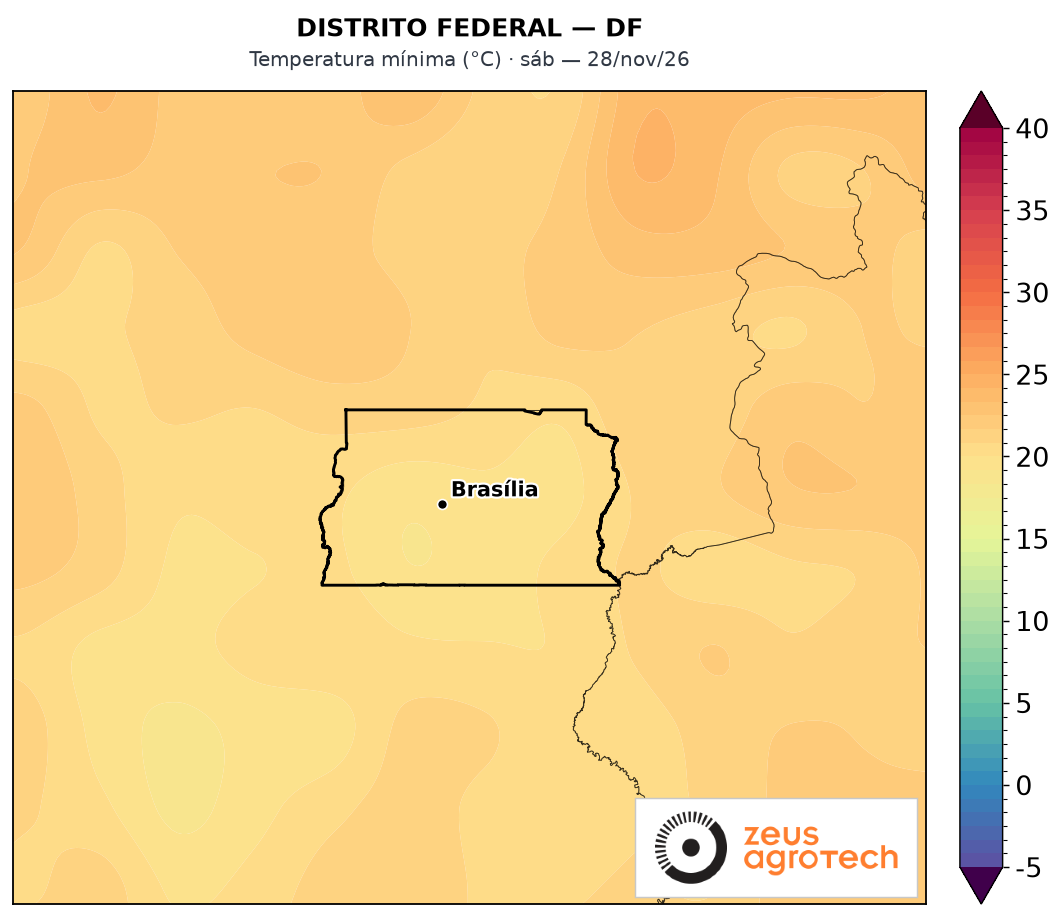 DISTRITO FEDERAL — DF
Temperatura mínima (°C) · sáb — 28/nov/26
40
35
30
25
20
15
10
5
0
-5
Brasília
zeus
agrotech